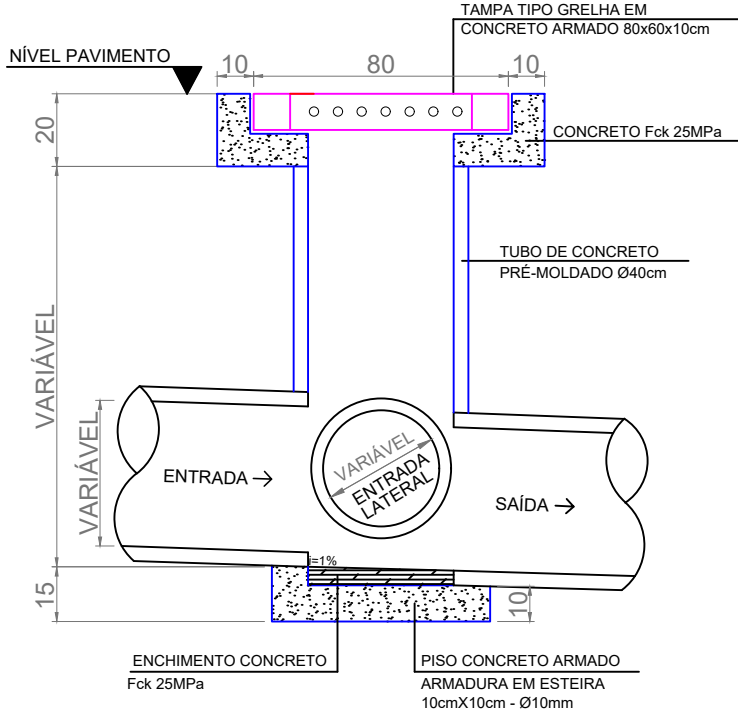 TAMPA TIPO GRELHA EM
CONCRETO ARMADO 80x60x10cm
NÍVEL PAVIMENTO
10
80
10
20
CONCRETO Fck 25MPa
TUBO DE CONCRETO
PRÉ-MOLDADO Ø40cm
VARIÁVEL
VARIÁVEL
ENTRADA →
VARIÁVEL
ENTRADA
LATERAL
SAÍDA →
i=1%
15
10
ENCHIMENTO CONCRETO
Fck 25MPa
PISO CONCRETO ARMADO
ARMADURA EM ESTEIRA
10cmX10cm - Ø10mm